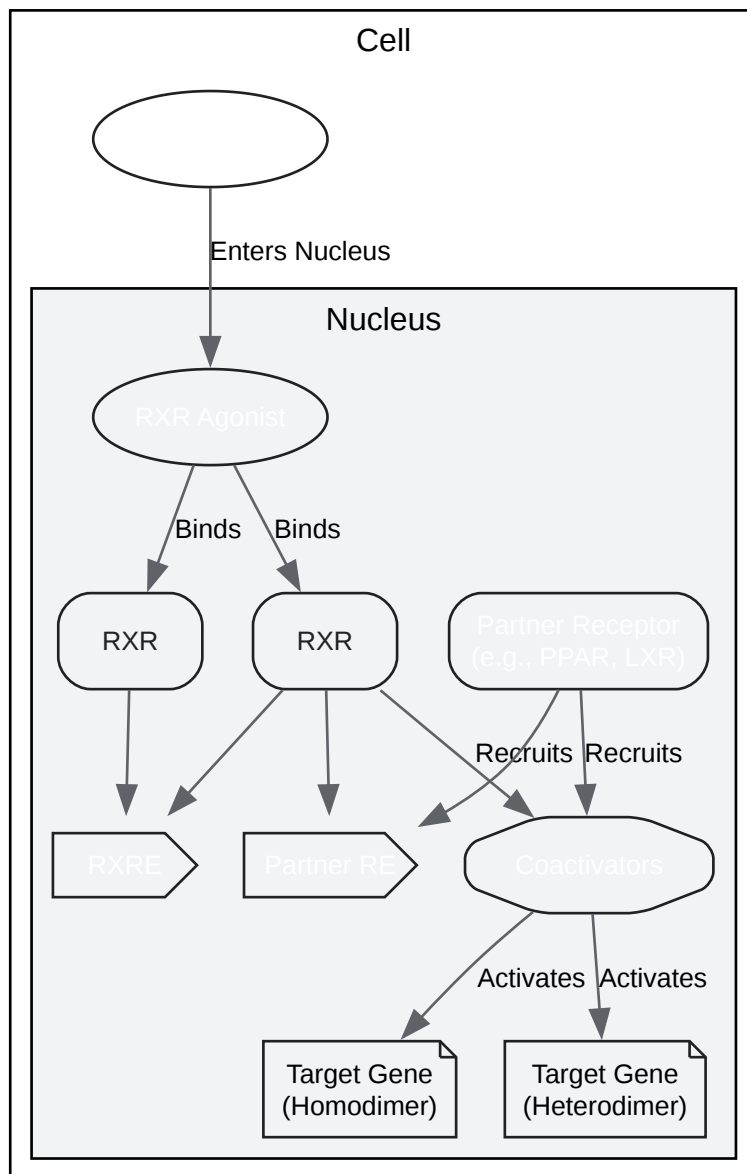 Cell
Enters Nucleus
Nucleus
RXR Agonist
Binds
Binds
RXR
RXR
Partner Receptor
(e.g., PPAR, LXR)
Recruits
Recruits
RXRE
Partner RE
Coactivators
Activates
Activates
Target Gene
(Homodimer)
Target Gene
(Heterodimer)